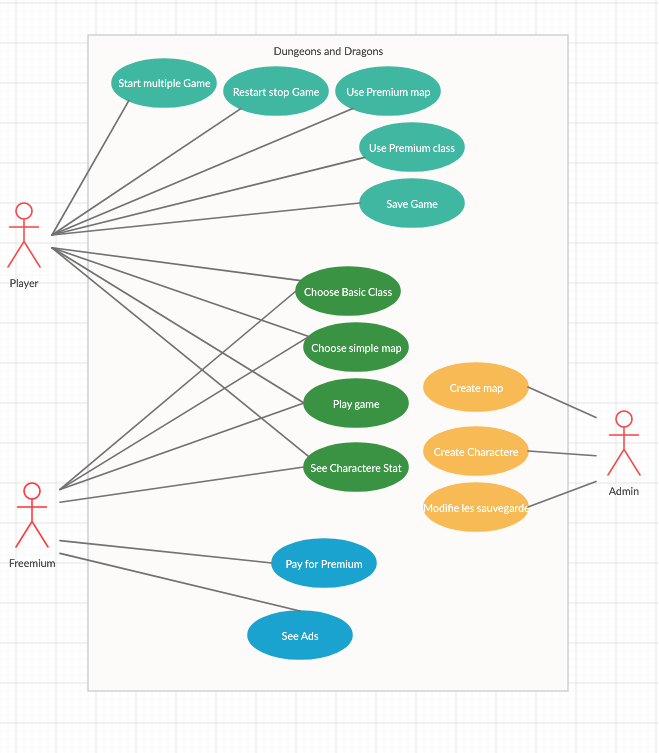 Dungeons and Dragons
Start multiple Game
Restart stop Game
Use Premium map
Use Premium class
Save Game
Player
Choose Basic Class
Choose simple map
Create map
Play game
Create Charactere
See Charactere Stat
Admin
Modifie les sauvegarde
Freemium
Pay for Premium
See Ads